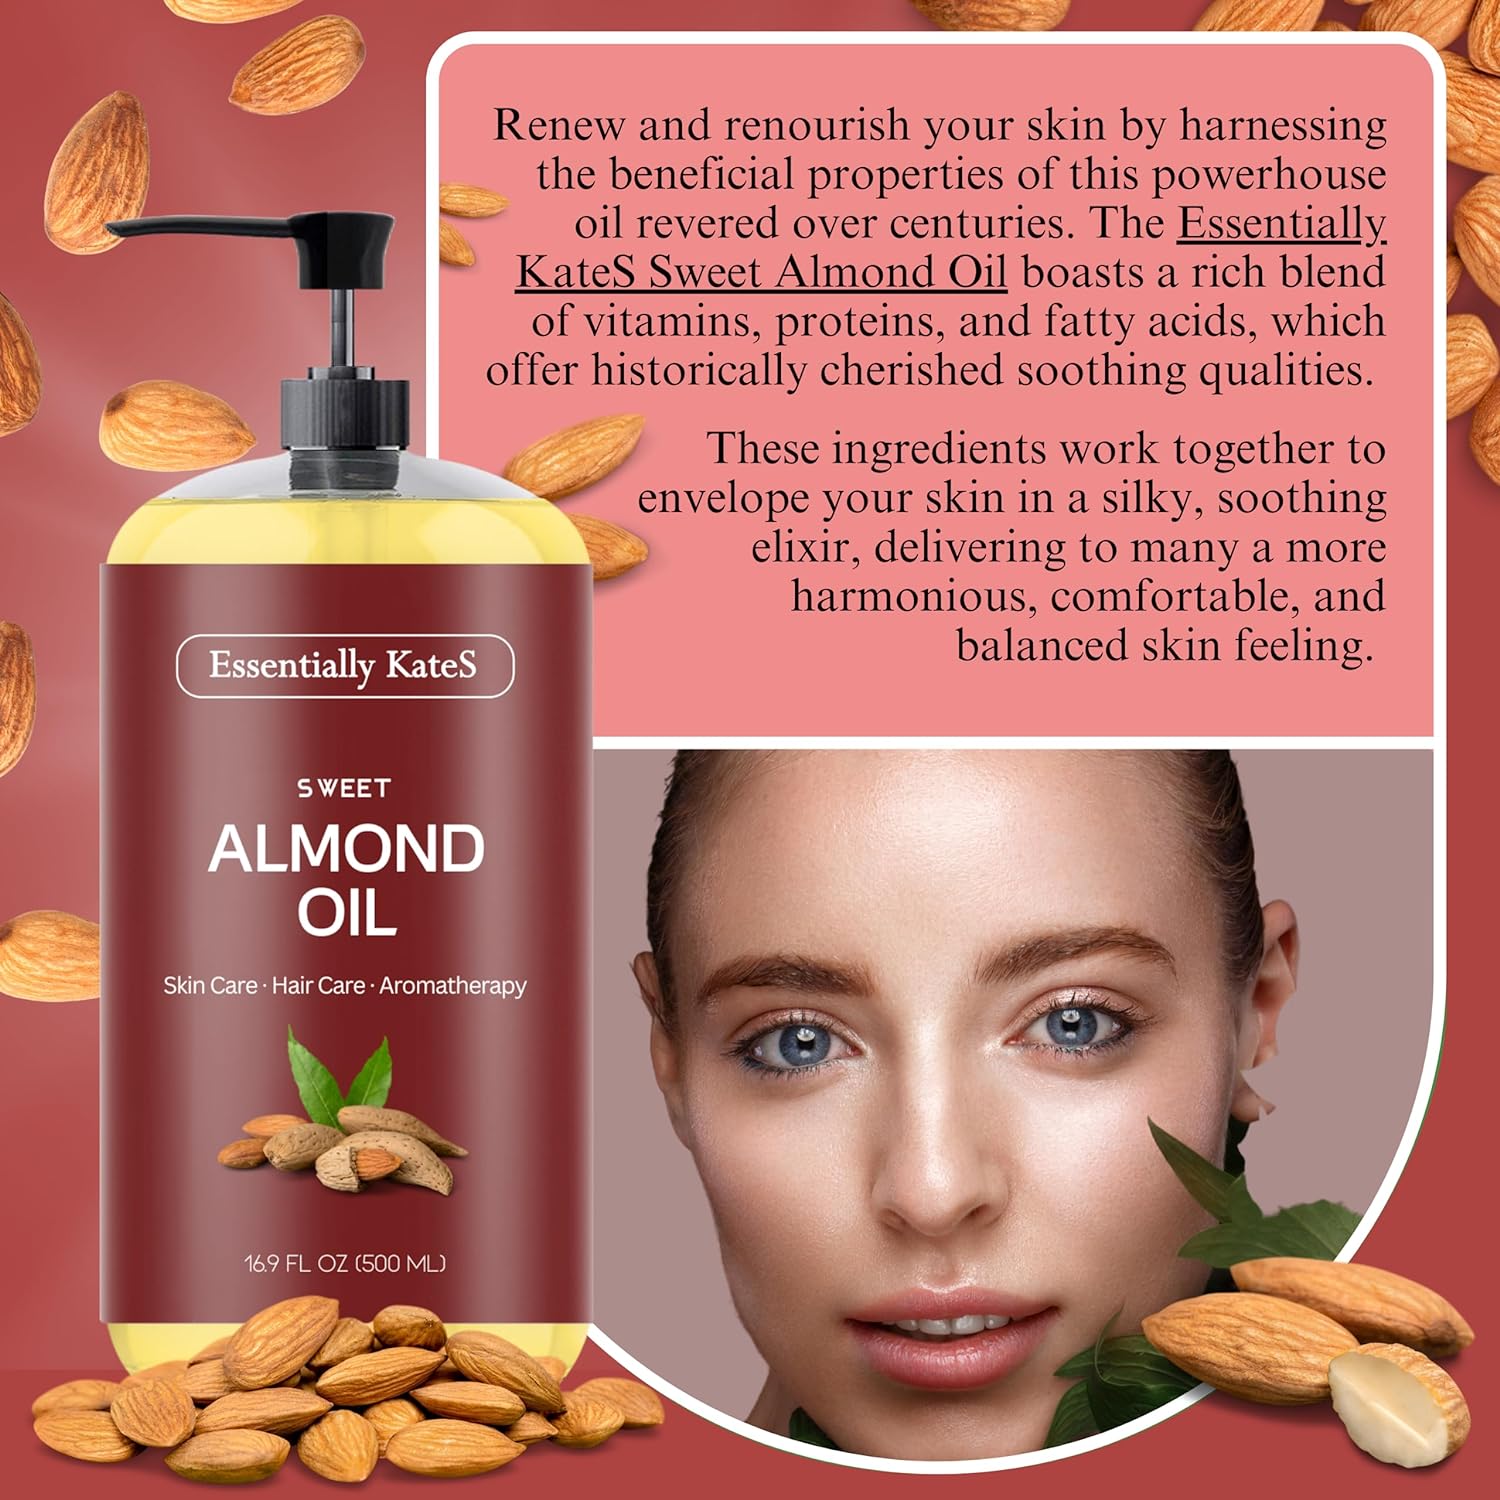 Renew and renourish your skin by harnessing
the beneficial properties of this powerhouse
oil revered over centuries. The Essentially
KateS Sweet Almond Oil boasts a rich blend
of vitamins, proteins, and fatty acids, which
offer historically cherished soothing qualities.
These ingredients work together to
envelope your skin in a silky, soothing
elixir, delivering to many a more
harmonious, comfortable, and
balanced skin feeling.
Essentially KateS
SWEET
ALMOND
OIL
Skin Care · Hair Care · Aromatherapy
16.9 FL OZ (500 ML)